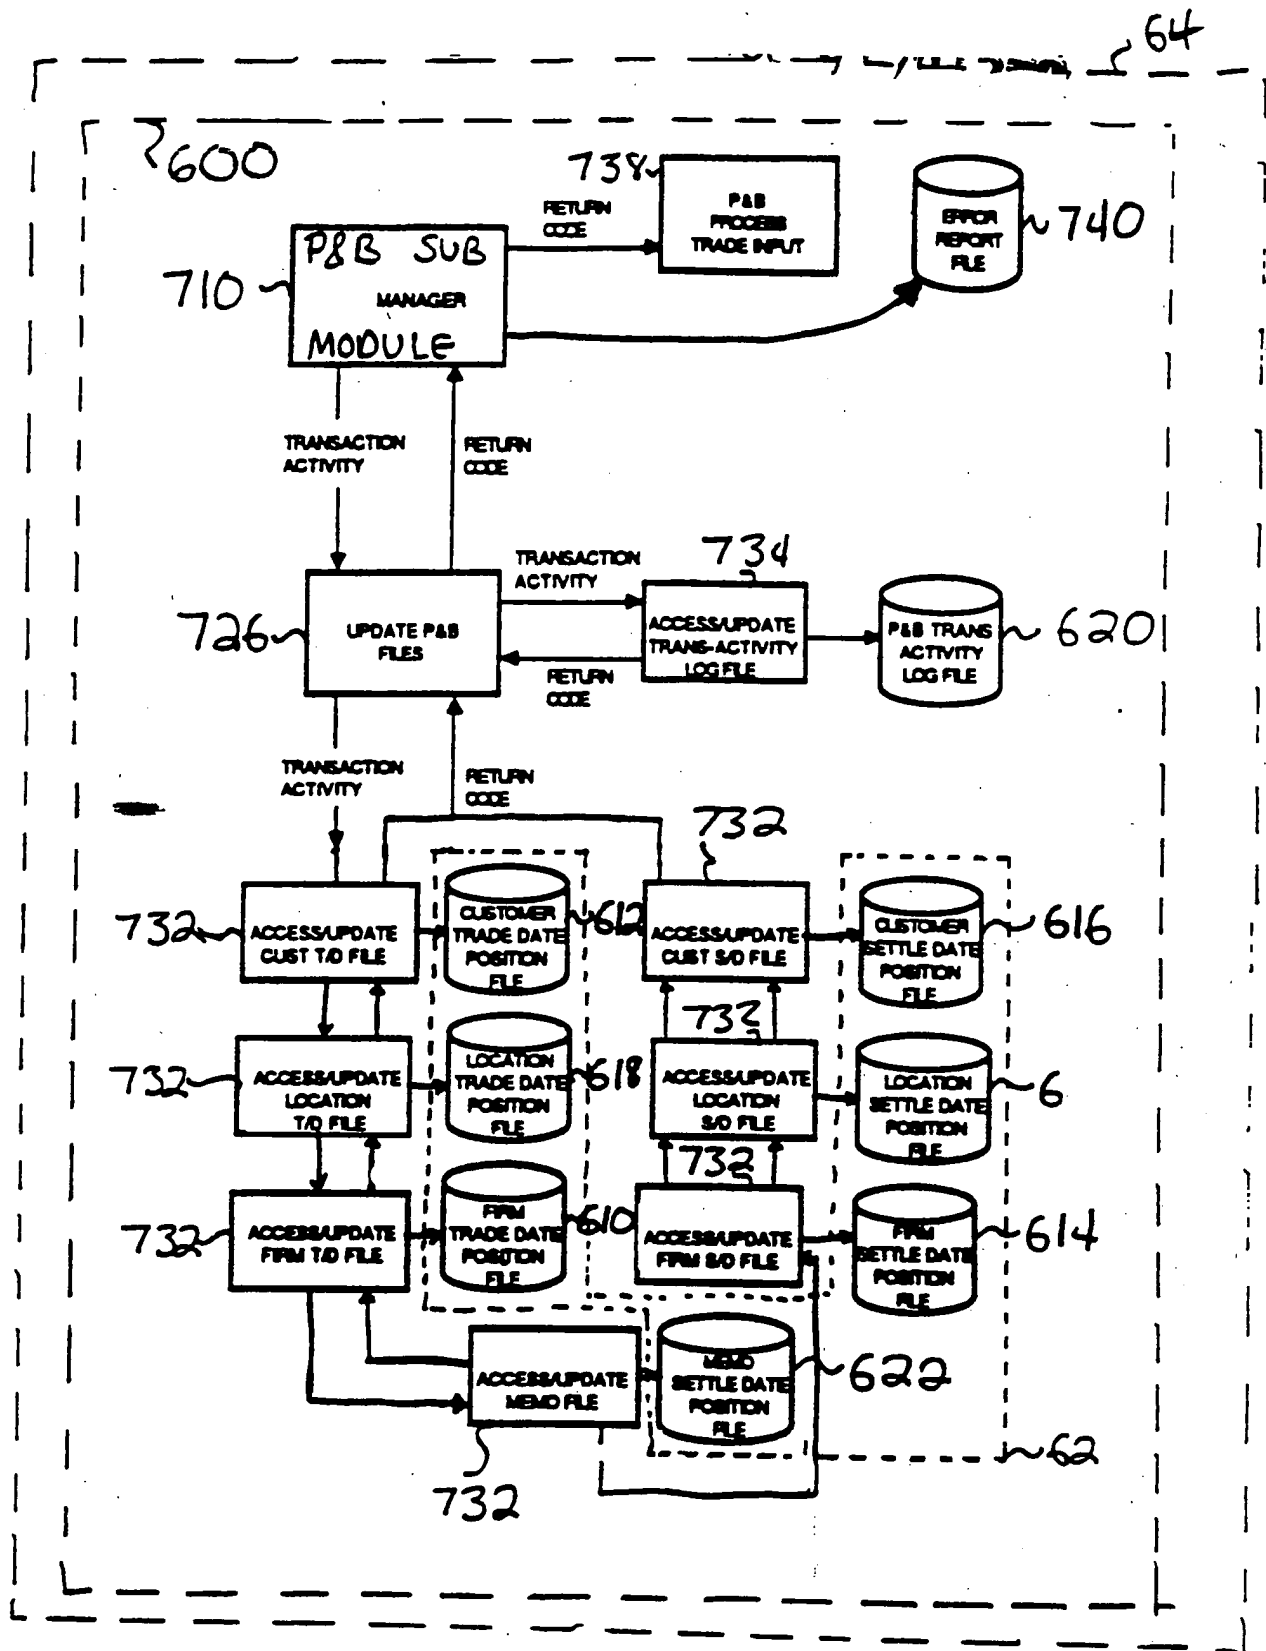 64
600
738
P&B
PROCESS
TRADE INPUT
RETURN
CODE
ERROR
REPORT
FILE
740
P&B SUB
MANAGER
MODULE
710
TRANSACTION
ACTIVITY
RETURN
CODE
734
TRANSACTION
ACTIVITY
726
UPDATE P&B
FILES
ACCESS/UPDATE
TRANS-ACTIVITY
LOG FILE
P&B TRANS
ACTIVITY
LOG FILE
620
RETURN
CODE
TRANSACTION
ACTIVITY
RETURN
CODE
732
732
ACCESS/UPDATE
CUST T/D FILE
CUSTOMER
TRADE DATE
POSITION
FILE
612
ACCESS/UPDATE
CUST S/D FILE
CUSTOMER
SETTLE DATE
POSITION
FILE
616
732
732
ACCESS/UPDATE
LOCATION
T/D FILE
LOCATION
TRADE DATE
POSITION
FILE
618
ACCESS/UPDATE
LOCATION
S/D FILE
LOCATION
SETTLE DATE
POSITION
FILE
6
732
732
ACCESS/UPDATE
FIRM T/D FILE
FIRM
TRADE DATE
POSITION
FILE
610
ACCESS/UPDATE
FIRM S/D FILE
FIRM
SETTLE DATE
POSITION
FILE
614
ACCESS/UPDATE
MEMO FILE
MEMO
SETTLE DATE
POSITION
FILE
622
62
732